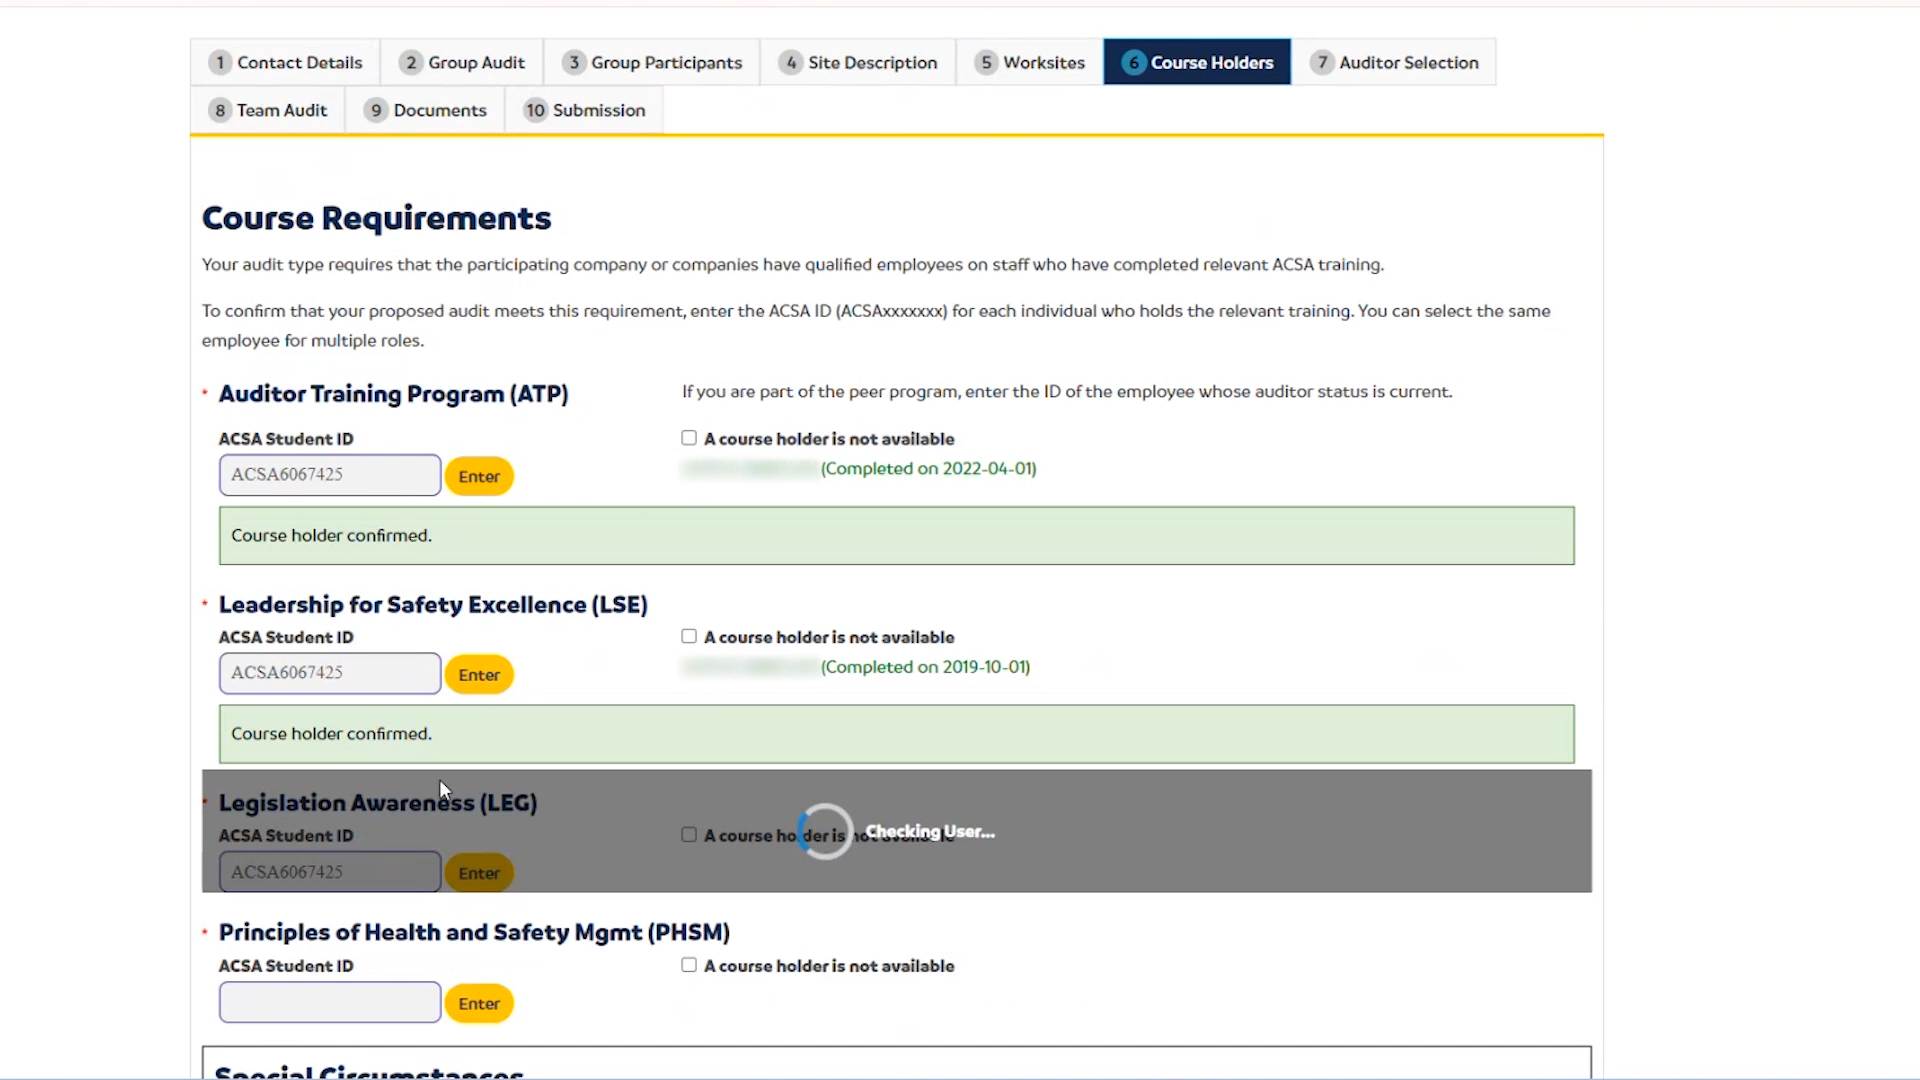 1 Contact Details
2 Group Audit
3 Group Participants
4 Site Description
5 Worksites
6 Course Holders
7 Auditor Selection
8 Team Audit
9 Documents
10 Submission
Course Requirements
Your audit type requires that the participating company or companies have qualified employees on staff who have completed relevant ACSA training.
To confirm that your proposed audit meets this requirement, enter the ACSA ID (ACSAxxxxxxx) for each individual who holds the relevant training. You can select the same
employee for multiple roles.
* Auditor Training Program (ATP)
If you are part of the peer program, enter the ID of the employee whose auditor status is current.
ACSA Student ID
A course holder is not available
ACSA6067425
Enter
(Completed on 2022-04-01)
Course holder confirmed.
* Leadership for Safety Excellence (LSE)
ACSA Student ID
A course holder is not available
ACSA6067425
Enter
(Completed on 2019-10-01)
Course holder confirmed.
* Legislation Awareness (LEG)
ACSA Student ID
A course holder is not available
Checking User...
ACSA6067425
Enter
* Principles of Health and Safety Mgmt (PHSM)
ACSA Student ID
A course holder is not available
Enter
Special Circumstances